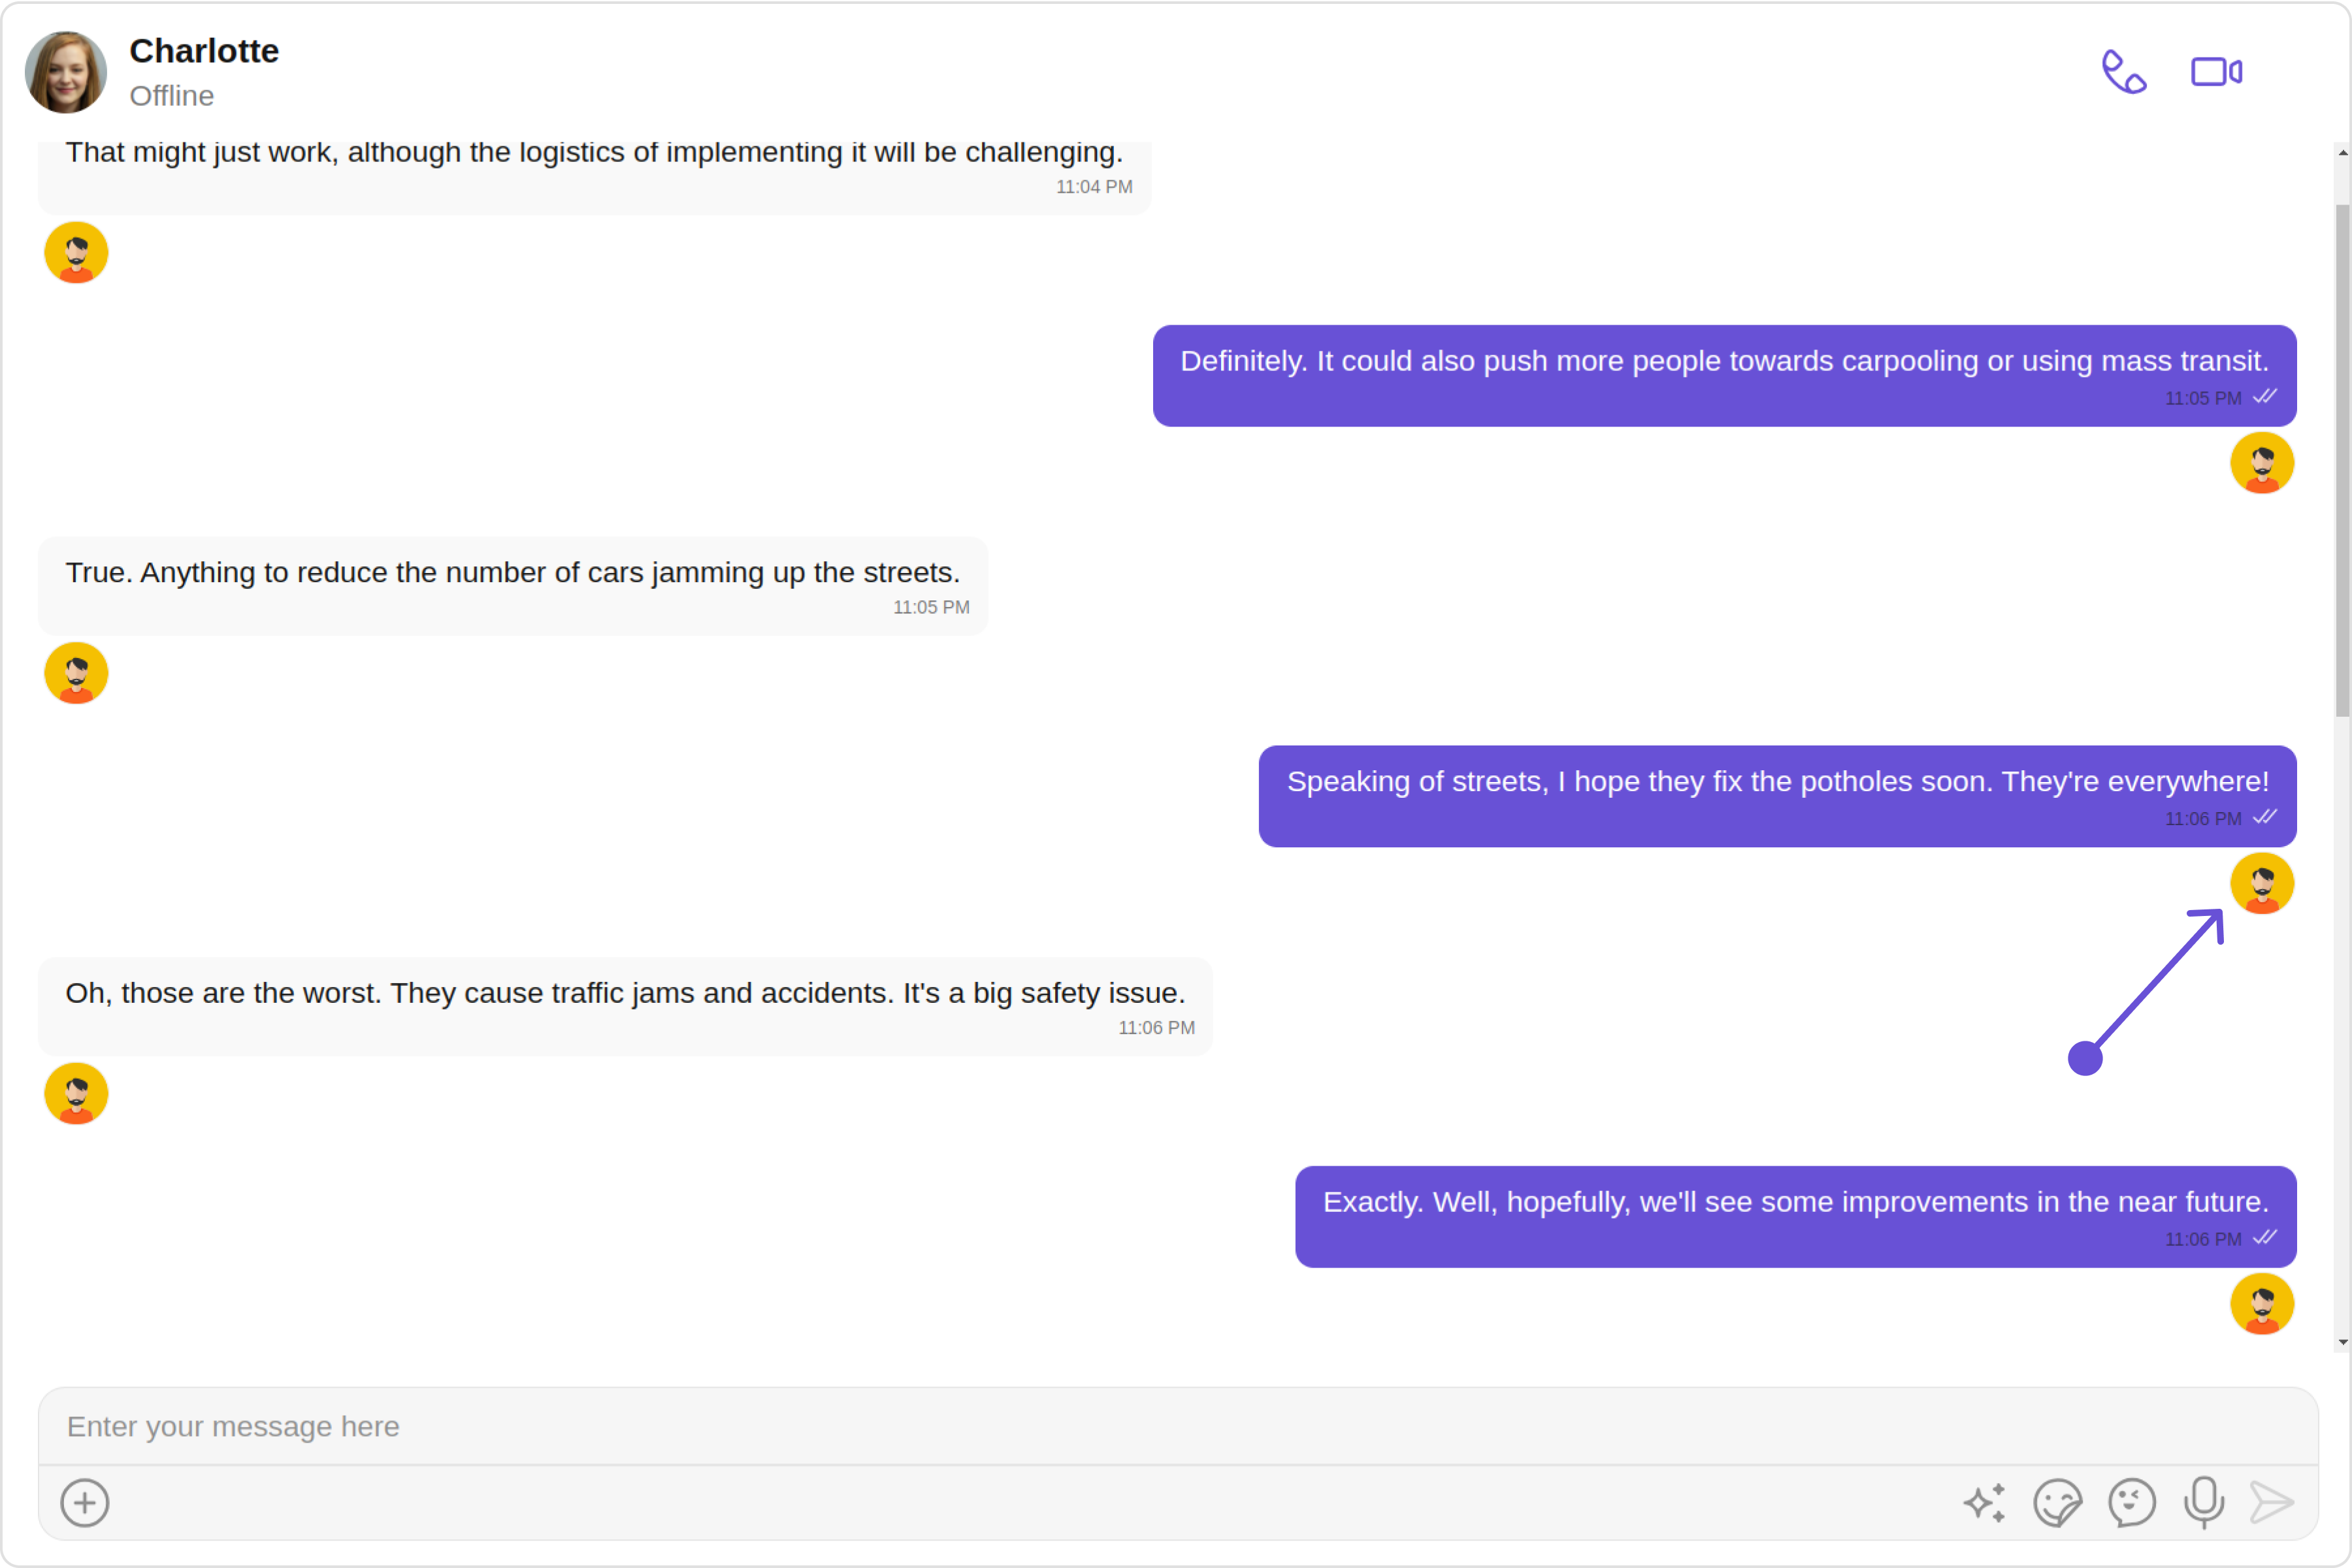 Charlotte
Offline
That might just work, although the logistics of implementing it will be challenging.
11:04 PM
Definitely. It could also push more people towards carpooling or using mass transit.
11:05 PM
True. Anything to reduce the number of cars jamming up the streets.
11:05 PM
Speaking of streets, I hope they fix the potholes soon. They're everywhere!
11:06 PM
Oh, those are the worst. They cause traffic jams and accidents. It's a big safety issue.
11:06 PM
Exactly. Well, hopefully, we'll see some improvements in the near future.
11:06 PM
Enter your message here